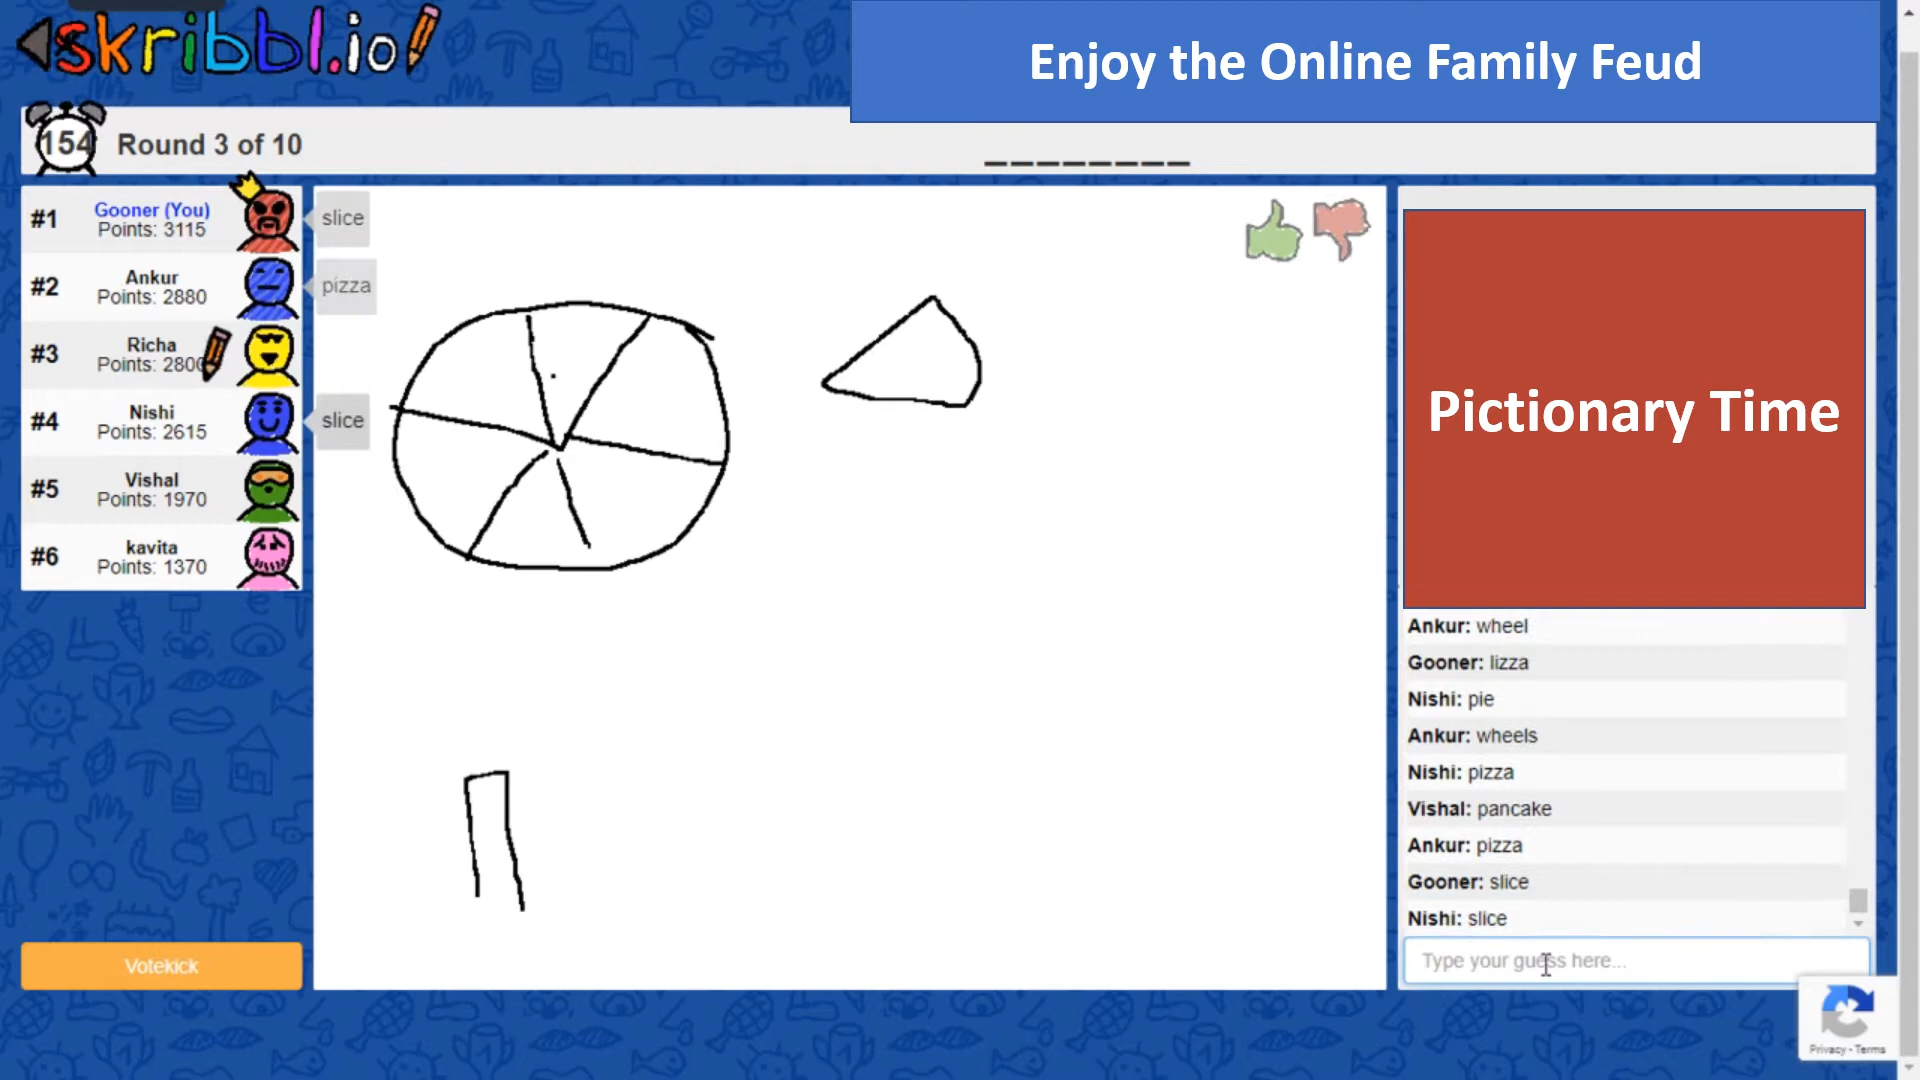 skribbl.io
Enjoy the Online Family Feud
154
Round 3 of 10
________
#1
Gooner (You)
Points: 3115
slice
#2
Ankur
Points: 2880
pizza
#3
Richa
Points: 2800
#4
Nishi
Points: 2615
slice
#5
Vishal
Points: 1970
#6
kavita
Points: 1370
Votekick
Pictionary Time
Ankur: wheel
Gooner: lizza
Nishi: pie
Ankur: wheels
Nishi: pizza
Vishal: pancake
Ankur: pizza
Gooner: slice
Nishi: slice
Type your guess here...
Privacy - Terms